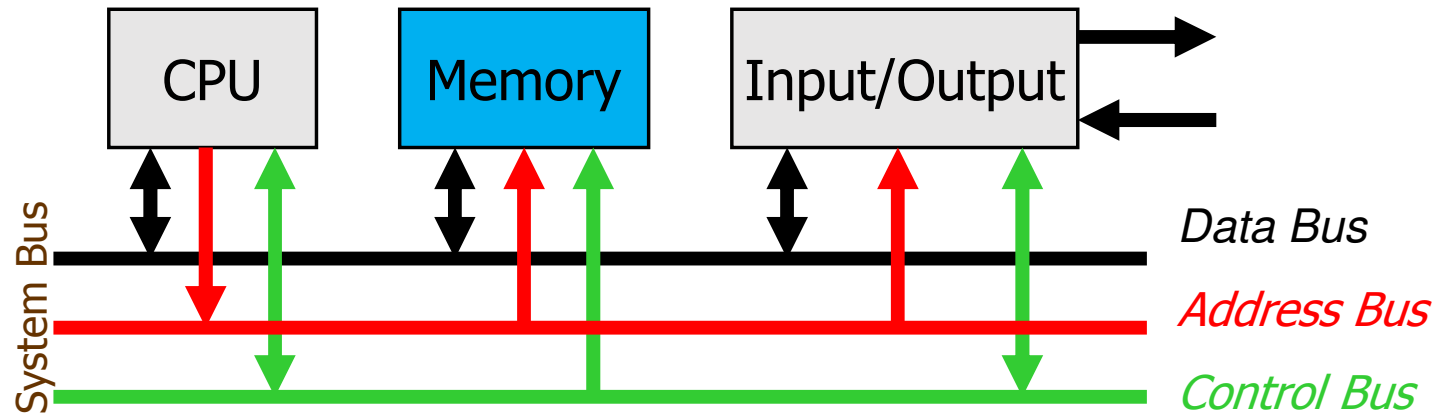 CPU
Memory
Input/Output
System Bus
Data Bus
Address Bus
Control Bus